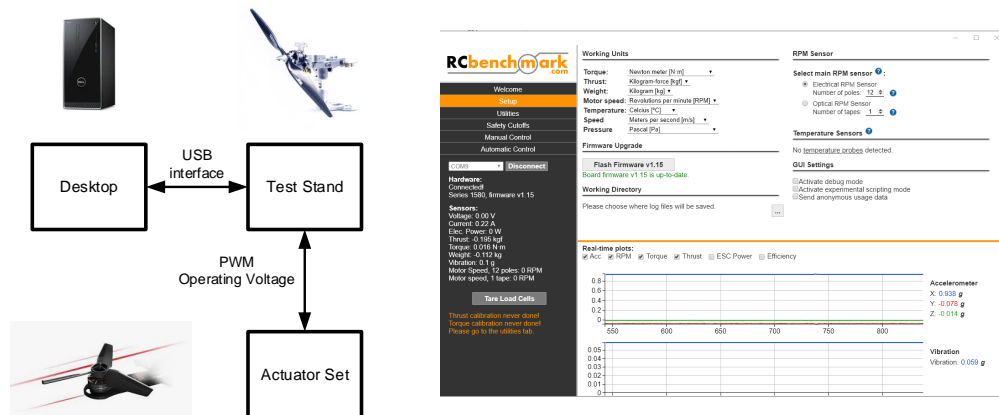 Desktop
USB
interface
Test Stand
PWM
Operating Voltage
Actuator Set
RCbenchmark
.com
Welcome
Setup
Utilities
Safety Cutoffs
Manual Control
Automatic Control
COM9 Disconnect
Hardware:
Connected!
Series 1580, firmware v1.15
Sensors:
Voltage: 0.00 V
Current: 0.22 A
Elec. Power: 0 W
Thrust: -0.195 kgf
Torque: 0.016 N·m
Weight: -0.112 kg
Vibration: 0.1 g
Motor Speed, 12 poles: 0 RPM
Motor speed, 1 tape: 0 RPM
Tare Load Cells
Thrust calibration never done!
Torque calibration never done!
Please go to the utilities tab.
Working Units
Torque: Newton meter [N·m]
Thrust: Kilogram-force [kgf]
Weight: Kilogram [kg]
Motor speed: Revolutions per minute [RPM]
Temperature: Celcius [ºC]
Speed Meters per second [m/s]
Pressure Pascal [Pa]
Firmware Upgrade
Flash Firmware v1.15
Board firmware v1.15 is up-to-date.
Working Directory
Please choose where log files will be saved.
...
RPM Sensor
Select main RPM sensor ? :
Electrical RPM Sensor
Number of poles: 12 ?
Optical RPM Sensor
Number of tapes: 1 ?
Temperature Sensors ?
No temperature probes detected.
GUI Settings
Activate debug mode
Activate experimental scripting mode
Send anonymous usage data
Real-time plots:
Acc RPM Torque Thrust ESC Power Efficiency
0.8
0.6
0.4
0.2
0
550 600 650 700 750 800
Accelerometer
X: 0.938 g
Y: -0.078 g
Z: -0.014 g
0.05
0.04
0.03
0.02
0.01
0
Vibration
Vibration: 0.059 g